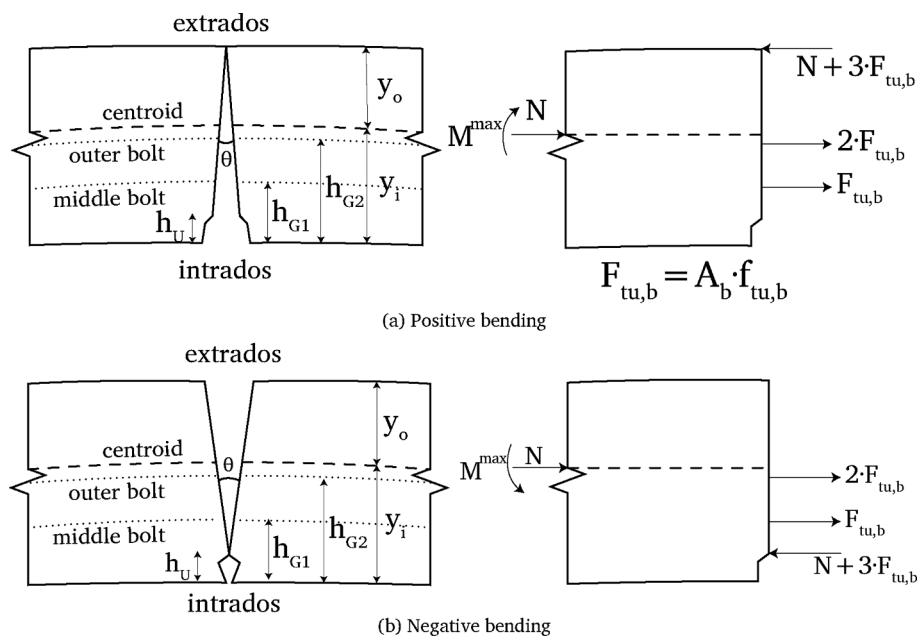 extrados
centroid
outer bolt
middle bolt
θ
h_U
h_G1
h_G2
y_o
y_i
intrados
M^max
N
N + 3·F_tu,b
2·F_tu,b
F_tu,b
F_tu,b = A_b·f_tu,b
(a) Positive bending
extrados
centroid
outer bolt
middle bolt
θ
h_U
h_G1
h_G2
y_o
y_i
intrados
M^max
N
2·F_tu,b
F_tu,b
N + 3·F_tu,b
(b) Negative bending